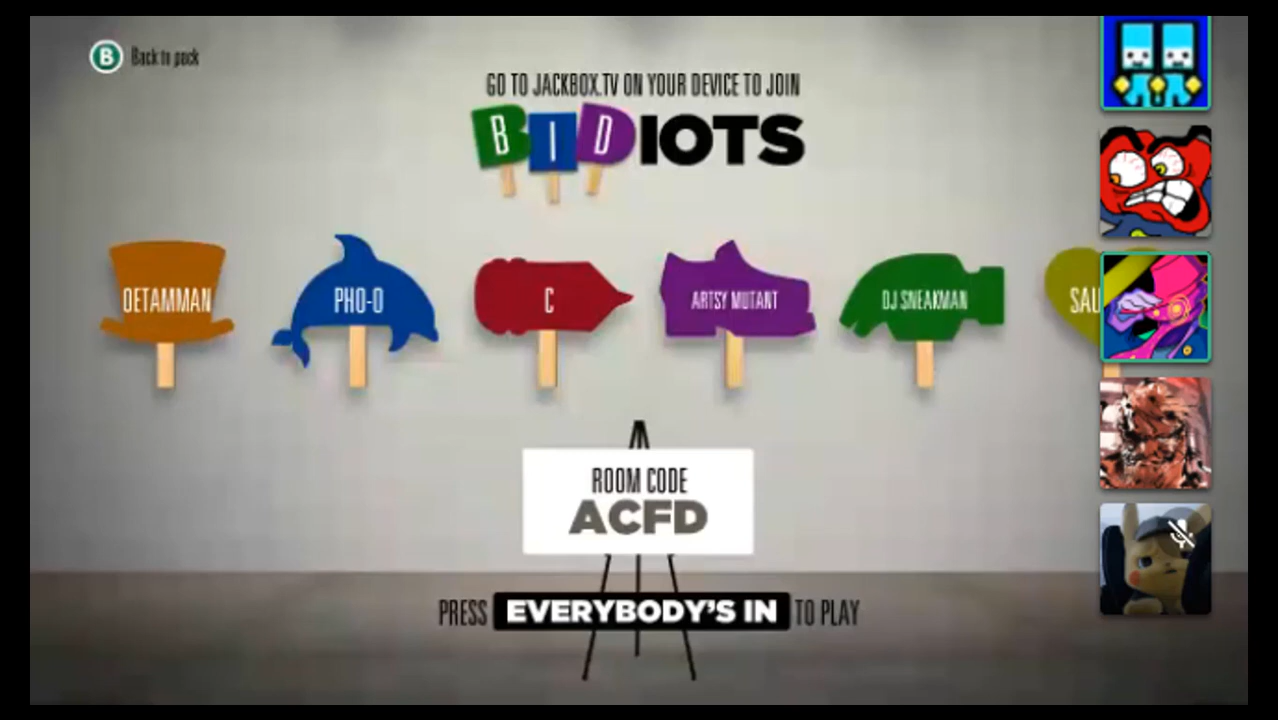 B Back to pack
GO TO JACKBOX.TV ON YOUR DEVICE TO JOIN
BIDIOTS
OETAMMAN
PHO-O
C
ARTSY MUTANT
DJ SNEAKMAN
SAU
ROOM CODE
ACFD
PRESS EVERYBODY'S IN TO PLAY